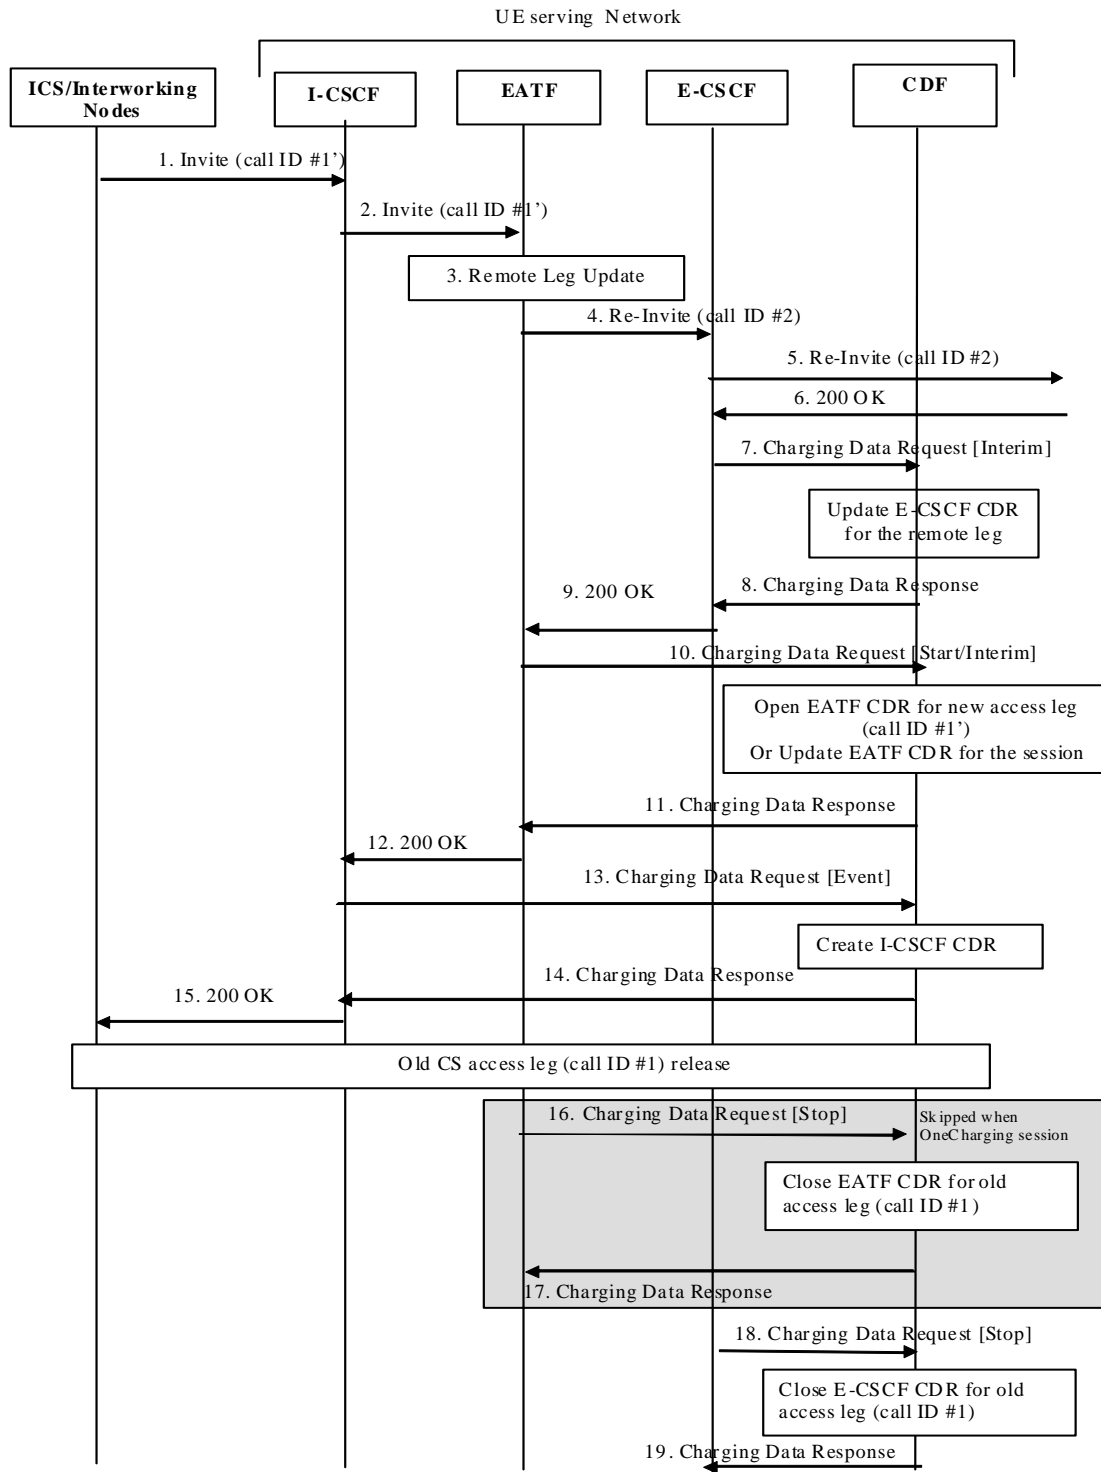 UE serving Network
ICS/Interworking
Nodes
I-CSCF
EATF
E-CSCF
CDF
1. Invite (call ID #1’)
2. Invite (call ID #1’)
3. Remote Leg Update
4. Re-Invite (call ID #2)
5. Re-Invite (call ID #2)
6. 200 OK
7. Charging Data Request [Interim]
Update E-CSCF CDR
for the remote leg
8. Charging Data Response
9. 200 OK
10. Charging Data Request [Start/Interim]
Open EATF CDR for new access leg
(call ID #1’)
Or Update EATF CDR for the session
11. Charging Data Response
12. 200 OK
13. Charging Data Request [Event]
Create I-CSCF CDR
14. Charging Data Response
15. 200 OK
Old CS access leg (call ID #1) release
16. Charging Data Request [Stop]
Skipped when
OneCharging session
Close EATF CDR for old
access leg (call ID #1)
17. Charging Data Response
18. Charging Data Request [Stop]
Close E-CSCF CDR for old
access leg (call ID #1)
19. Charging Data Response